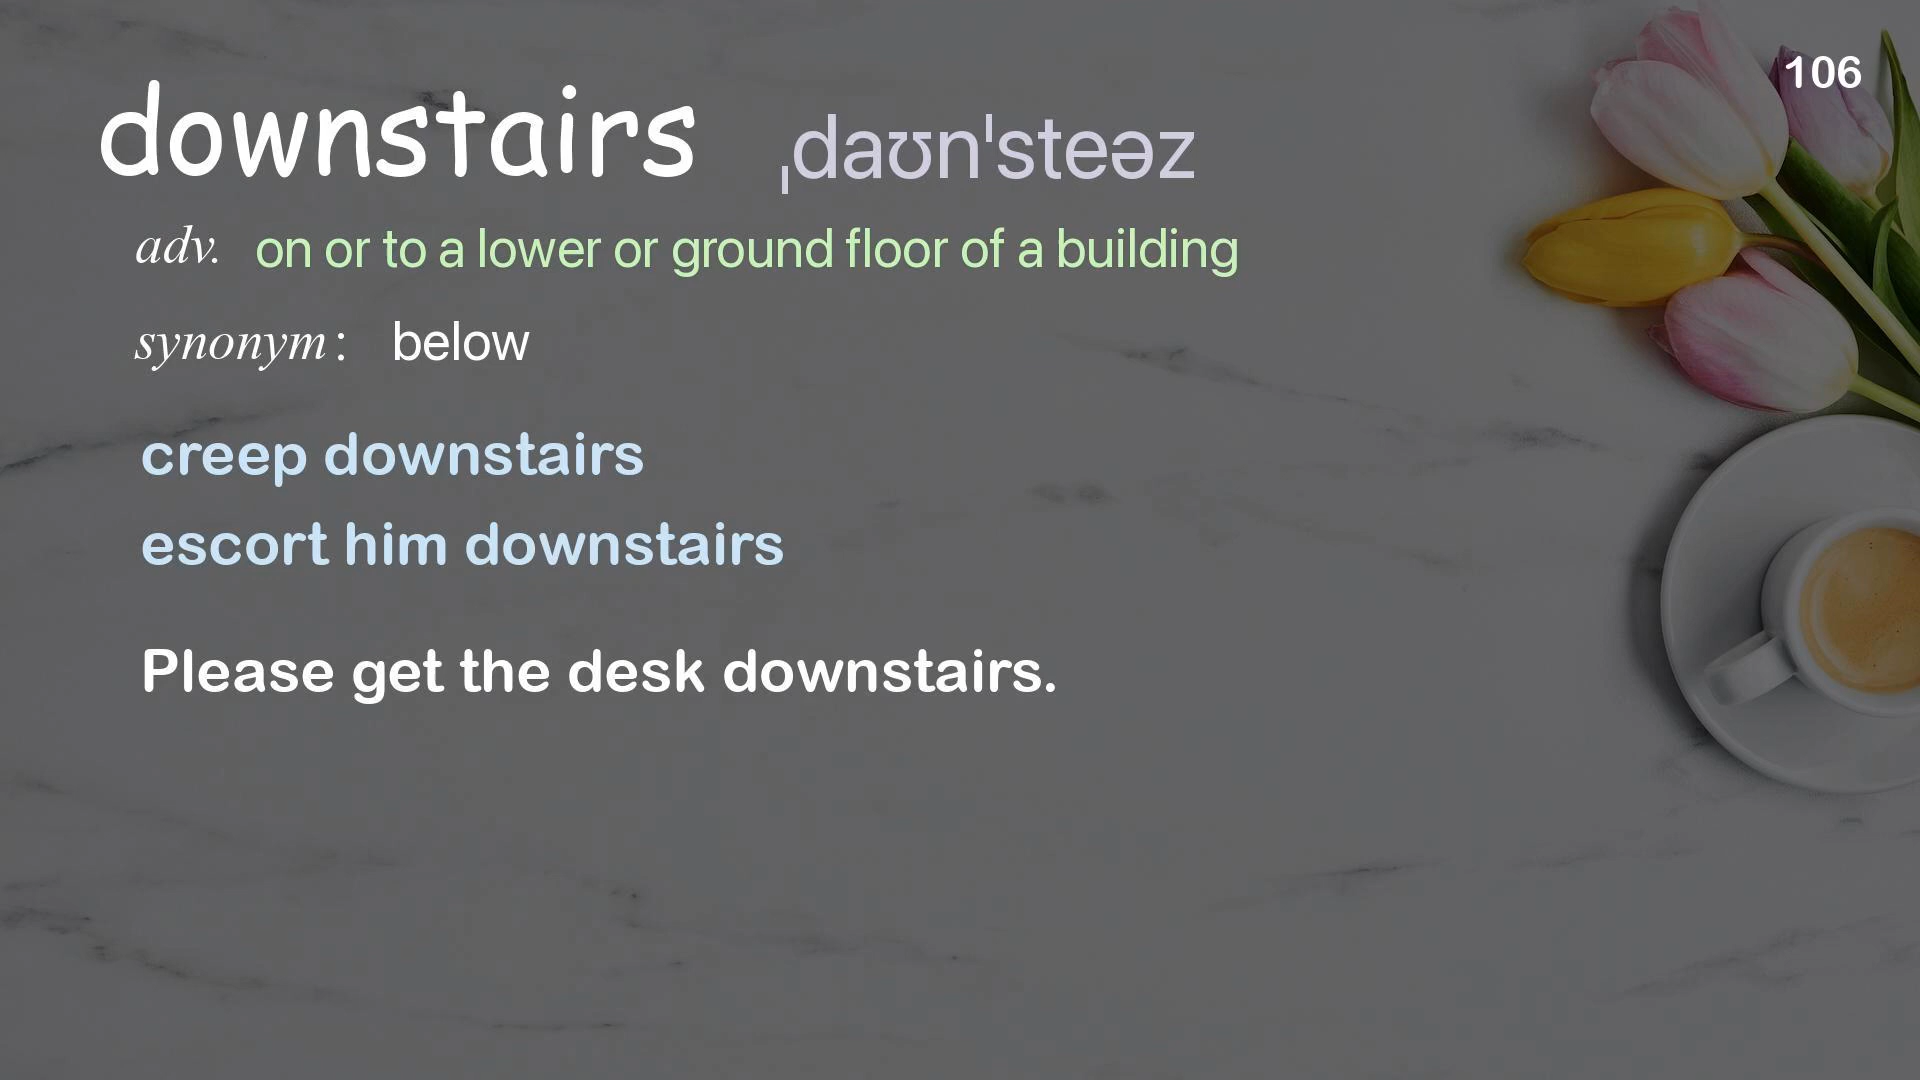 106
downstairs ˌdaʊnˈsteəz
adv. on or to a lower or ground floor of a building
synonym: below
creep downstairs
escort him downstairs
Please get the desk downstairs.